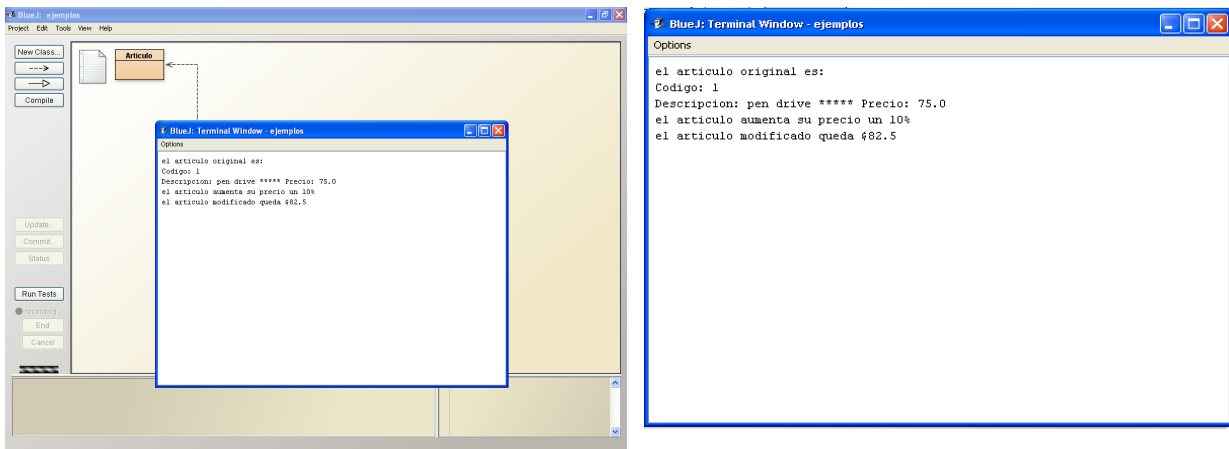 BlueJ: ejemplos
Project Edit Tools View Help
New Class...
Compile
Articulo
Update...
Commit...
Status
Run Tests
recording
End
Cancel
BlueJ: Terminal Window - ejemplos
Options
el articulo original es:
Codigo: 1
Descripcion: pen drive ***** Precio: 75.0
el articulo aumenta su precio un 10%
el articulo modificado queda $82.5
BlueJ: Terminal Window - ejemplos
Options
el articulo original es:
Codigo: 1
Descripcion: pen drive ***** Precio: 75.0
el articulo aumenta su precio un 10%
el articulo modificado queda $82.5